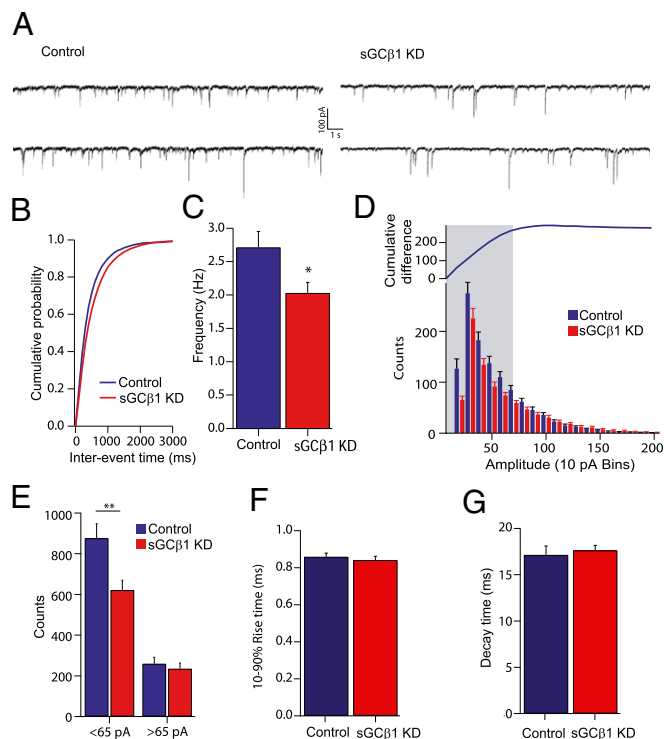 A
Control
sGCβ1 KD
100 pA
1 s
B
Cumulative probability
1.0
0.8
0.6
0.4
0.2
0.0
0 1000 2000 3000
Inter-event time (ms)
Control
sGCβ1 KD
C
Frequency (Hz)
3.0
2.5
2.0
1.5
1.0
0.5
0.0
*
Control sGCβ1 KD
D
Cumulative
difference
200
100
0
Counts
200
100
0
50 100 150 200
Amplitude (10 pA Bins)
Control
sGCβ1 KD
E
Counts
1000
800
600
400
200
0
**
Control
sGCβ1 KD
<65 pA >65 pA
F
10-90% Rise time (ms)
1.0
0.8
0.6
0.4
0.2
0.0
Control sGCβ1 KD
G
Decay time (ms)
20
15
10
5
0
Control sGCβ1 KD